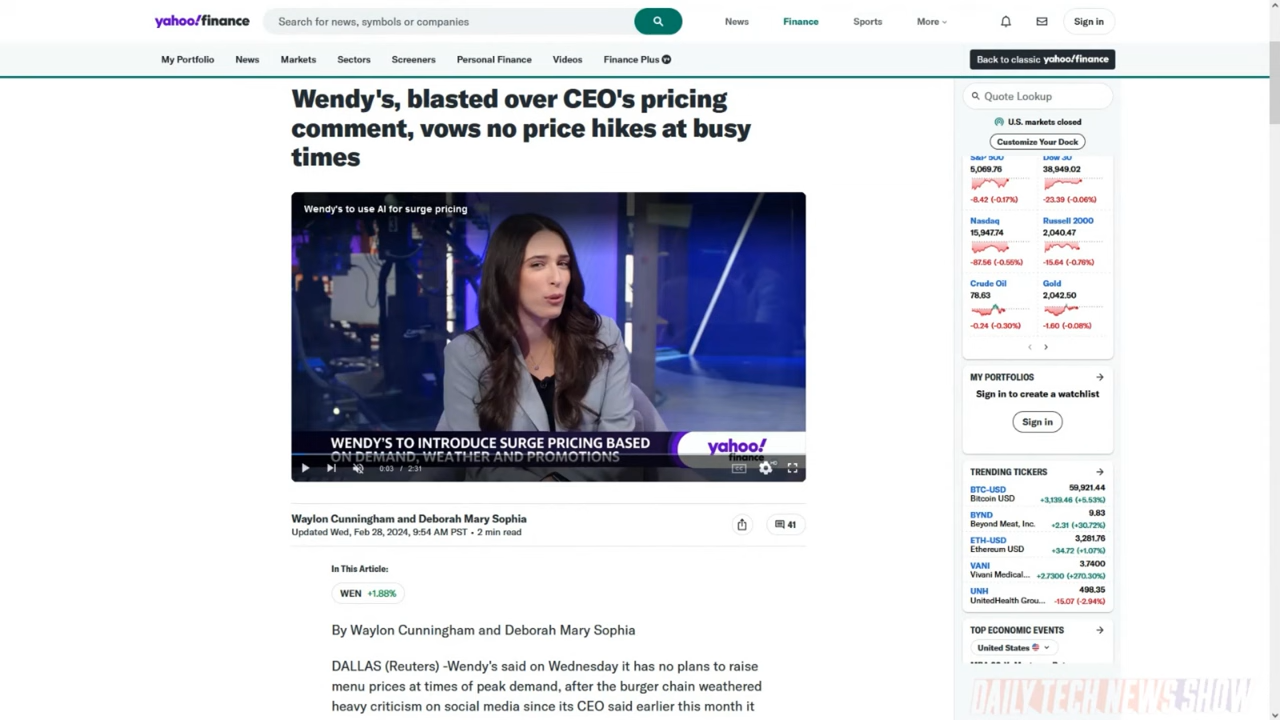 yahoo!finance
Search for news, symbols or companies
News
Finance
Sports
More
Sign in
My Portfolio
News
Markets
Sectors
Screeners
Personal Finance
Videos
Finance Plus
Back to classic yahoo!finance
Wendy's, blasted over CEO's pricing
comment, vows no price hikes at busy
times
Wendy's to use AI for surge pricing
WENDY'S TO INTRODUCE SURGE PRICING BASED
ON DEMAND, WEATHER AND PROMOTIONS
yahoo!
finance
0:03 / 2:31
CC
Waylon Cunningham and Deborah Mary Sophia
Updated Wed, Feb 28, 2024, 9:54 AM PST • 2 min read
41
In This Article:
WEN +1.88%
By Waylon Cunningham and Deborah Mary Sophia
DALLAS (Reuters) -Wendy's said on Wednesday it has no plans to raise
menu prices at times of peak demand, after the burger chain weathered
heavy criticism on social media since its CEO said earlier this month it
Quote Lookup
U.S. markets closed
Customize Your Dock
S&P 500
5,069.76
-8.42 (-0.17%)
Dow 30
38,949.02
-23.39 (-0.06%)
Nasdaq
15,947.74
-87.56 (-0.55%)
Russell 2000
2,040.47
-15.64 (-0.76%)
Crude Oil
78.63
-0.24 (-0.30%)
Gold
2,042.50
-1.60 (-0.08%)
MY PORTFOLIOS
Sign in to create a watchlist
Sign in
TRENDING TICKERS
BTC-USD 59,921.44
Bitcoin USD +3,139.46 (+5.53%)
BYND 9.83
Beyond Meat, Inc. +2.31 (+30.72%)
ETH-USD 3,281.76
Ethereum USD +34.72 (+1.07%)
VANI 3.7400
Vivani Medical... +2.7300 (+270.30%)
UNH 498.35
UnitedHealth Grou... -15.07 (-2.94%)
TOP ECONOMIC EVENTS
United States
DAILY TECH NEWS SHOW